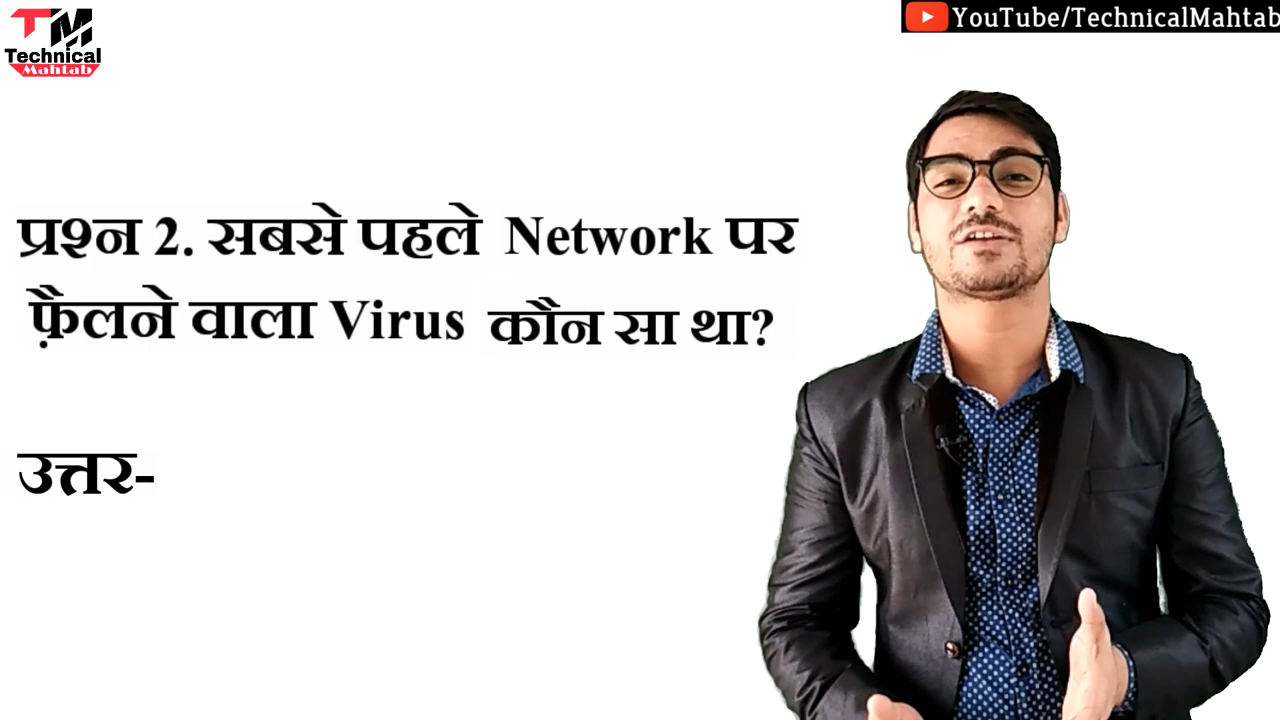 TM
Technical
Mahtab
YouTube/TechnicalMahtab
प्रश्न 2. सबसे पहले Network पर
फ़ैलने वाला Virus कौन सा था?
उत्तर-